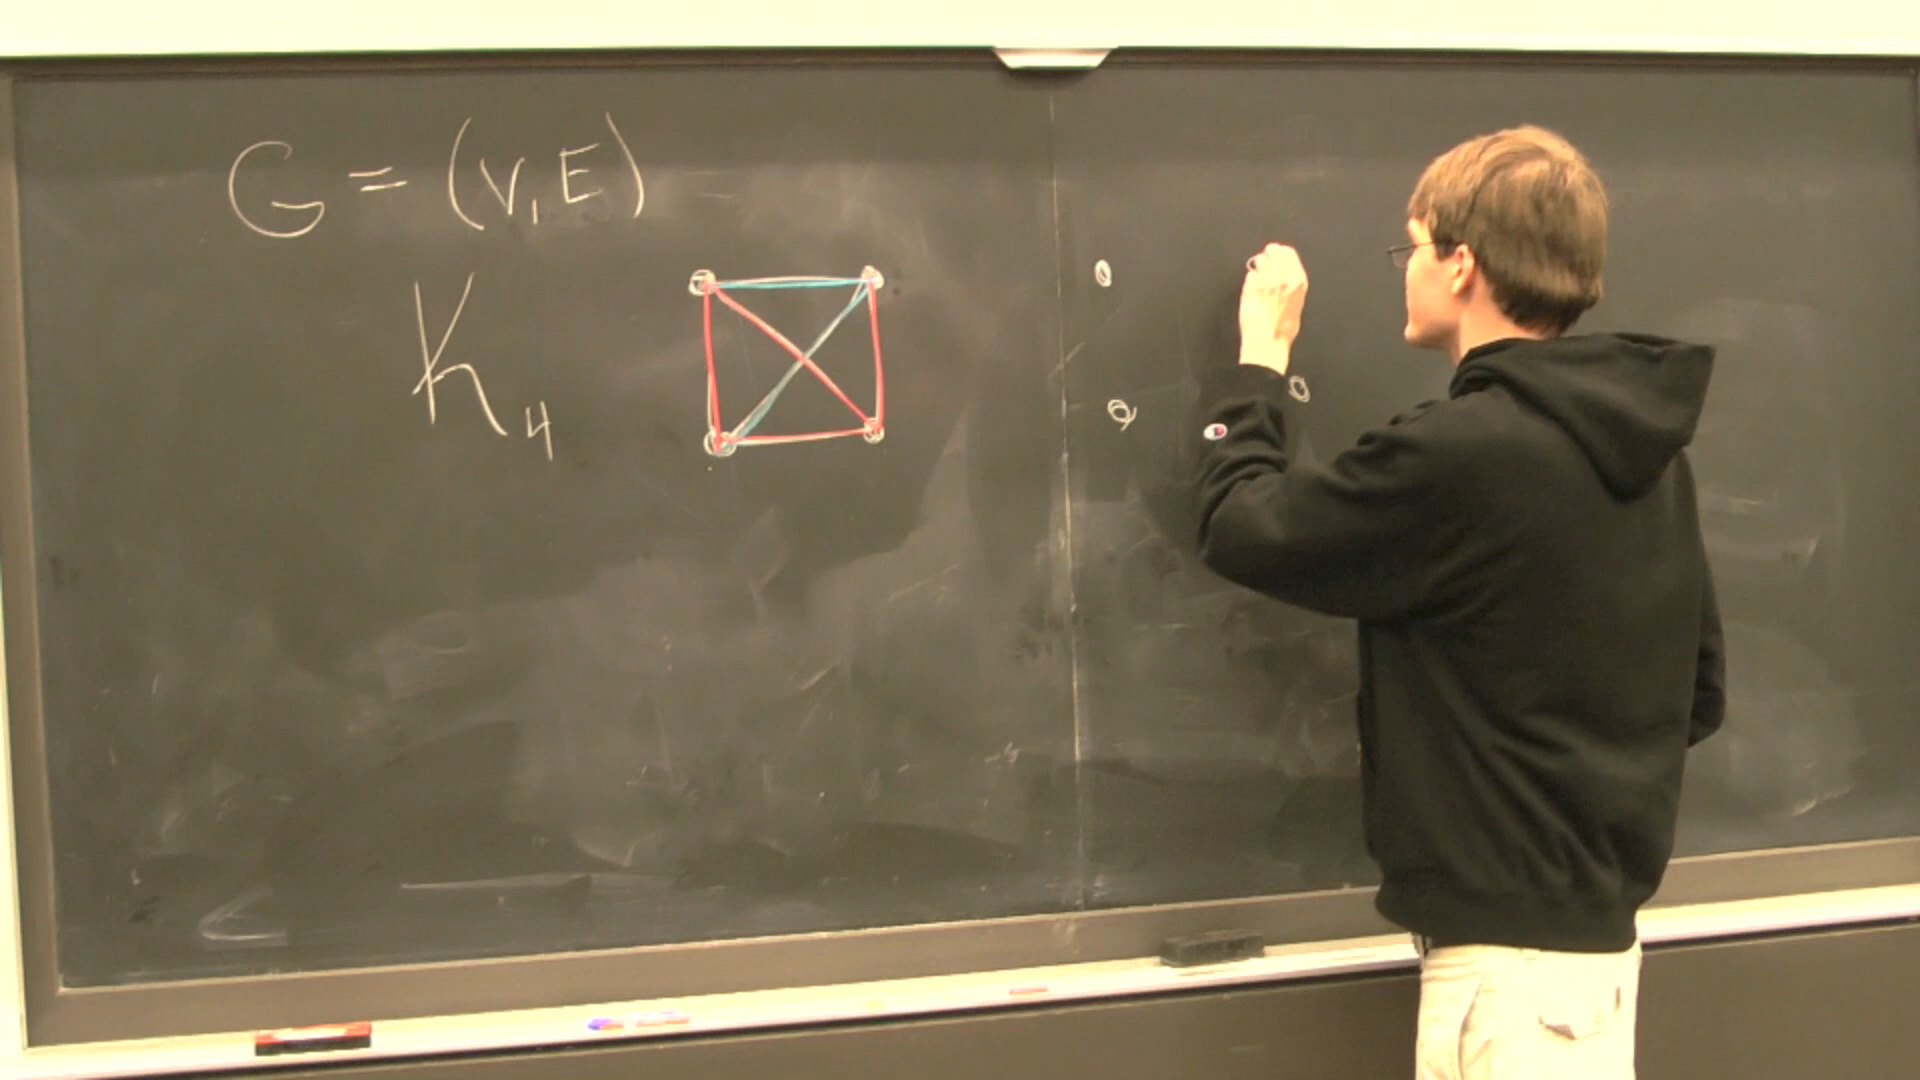 G = (V, E)
K₄